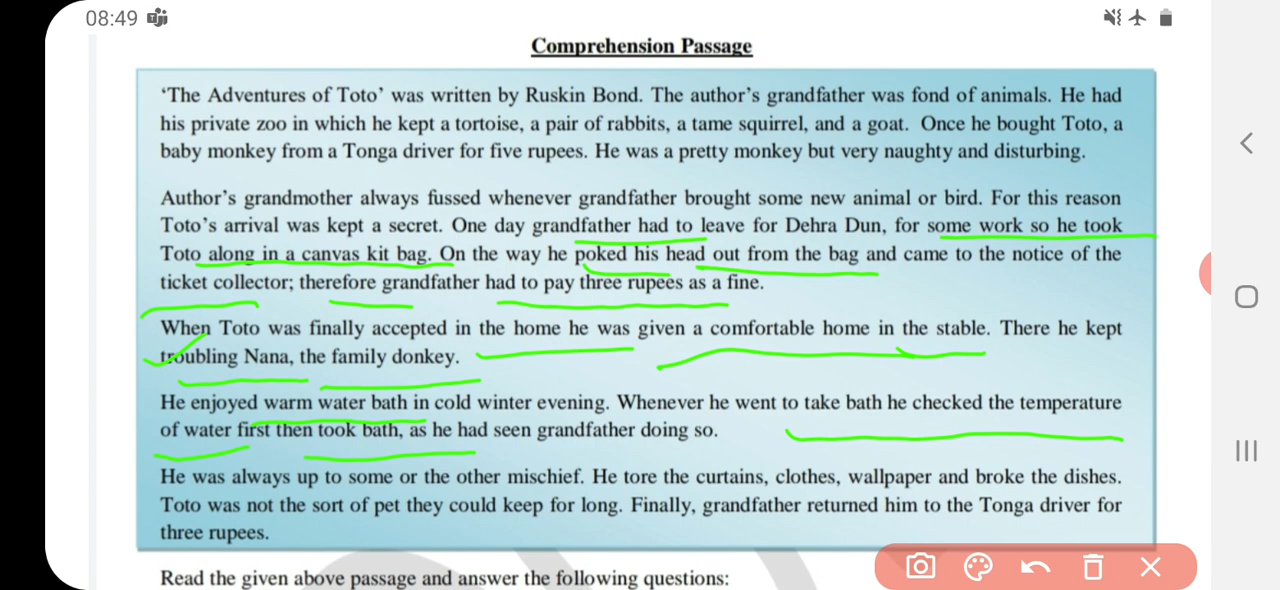 08:49
Comprehension Passage
‘The Adventures of Toto’ was written by Ruskin Bond. The author’s grandfather was fond of animals. He had
his private zoo in which he kept a tortoise, a pair of rabbits, a tame squirrel, and a goat. Once he bought Toto, a
baby monkey from a Tonga driver for five rupees. He was a pretty monkey but very naughty and disturbing.
Author’s grandmother always fussed whenever grandfather brought some new animal or bird. For this reason
Toto’s arrival was kept a secret. One day grandfather had to leave for Dehra Dun, for some work so he took
Toto along in a canvas kit bag. On the way he poked his head out from the bag and came to the notice of the
ticket collector; therefore grandfather had to pay three rupees as a fine.
When Toto was finally accepted in the home he was given a comfortable home in the stable. There he kept
troubling Nana, the family donkey.
He enjoyed warm water bath in cold winter evening. Whenever he went to take bath he checked the temperature
of water first then took bath, as he had seen grandfather doing so.
He was always up to some or the other mischief. He tore the curtains, clothes, wallpaper and broke the dishes.
Toto was not the sort of pet they could keep for long. Finally, grandfather returned him to the Tonga driver for
three rupees.
Read the given above passage and answer the following questions: